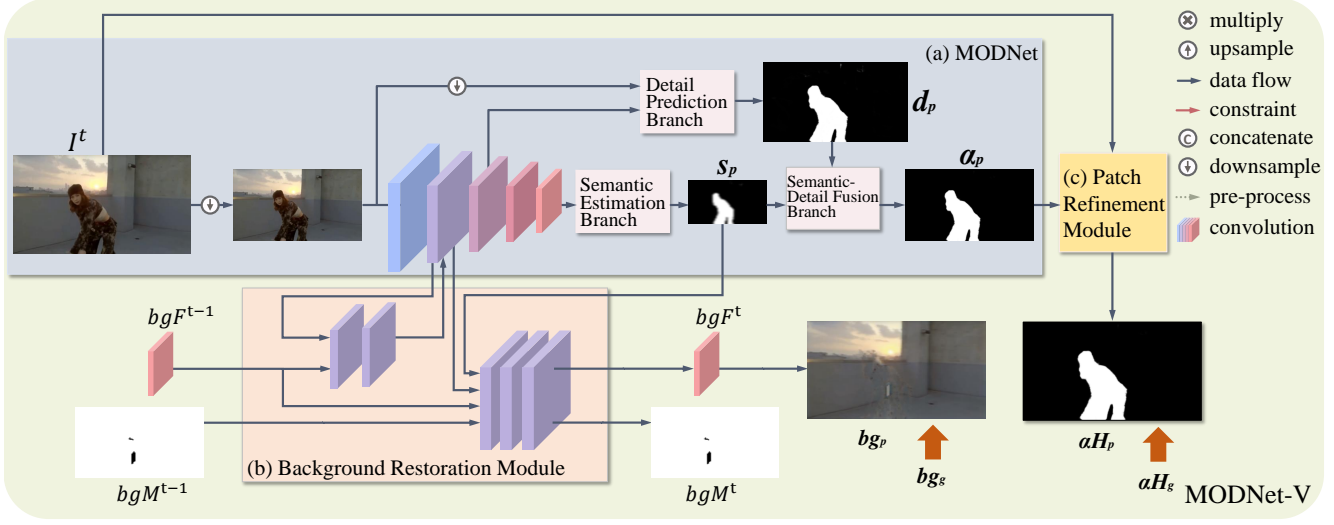 (a) MODNet
I^t
Detail
Prediction
Branch
d_p
Semantic
Estimation
Branch
s_p
Semantic-
Detail Fusion
Branch
α_p
(c) Patch
Refinement
Module
multiply
upsample
data flow
constraint
C
concatenate
downsample
pre-process
convolution
bgF^{t-1}
bgM^{t-1}
(b) Background Restoration Module
bgF^t
bgM^t
bg_p
bg_g
αH_p
αH_g
MODNet-V